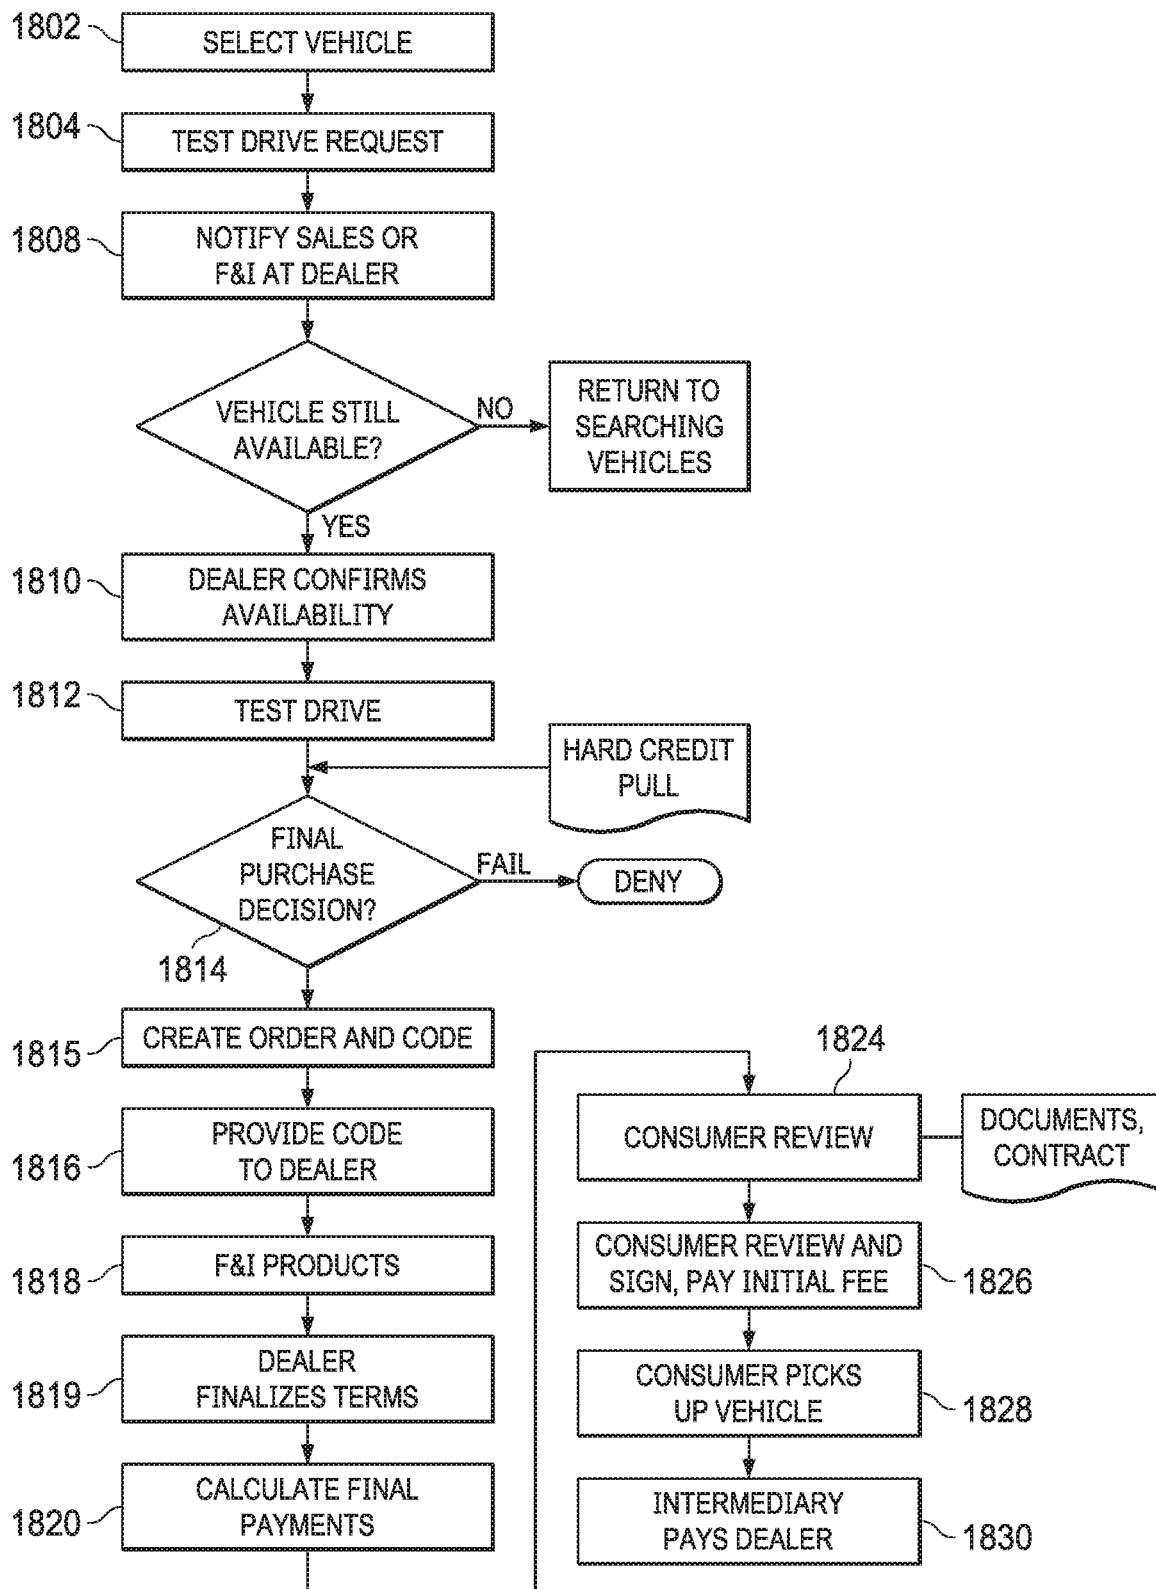 1802
SELECT VEHICLE
1804
TEST DRIVE REQUEST
1808
NOTIFY SALES OR
F&I AT DEALER
VEHICLE STILL
AVAILABLE?
NO
RETURN TO
SEARCHING
VEHICLES
YES
1810
DEALER CONFIRMS
AVAILABILITY
1812
TEST DRIVE
HARD CREDIT
PULL
FINAL
PURCHASE
DECISION?
FAIL
DENY
1814
1815
CREATE ORDER AND CODE
1816
PROVIDE CODE
TO DEALER
1818
F&I PRODUCTS
1819
DEALER
FINALIZES TERMS
1820
CALCULATE FINAL
PAYMENTS
1824
CONSUMER REVIEW
DOCUMENTS,
CONTRACT
CONSUMER REVIEW AND
SIGN, PAY INITIAL FEE
1826
CONSUMER PICKS
UP VEHICLE
1828
INTERMEDIARY
PAYS DEALER
1830